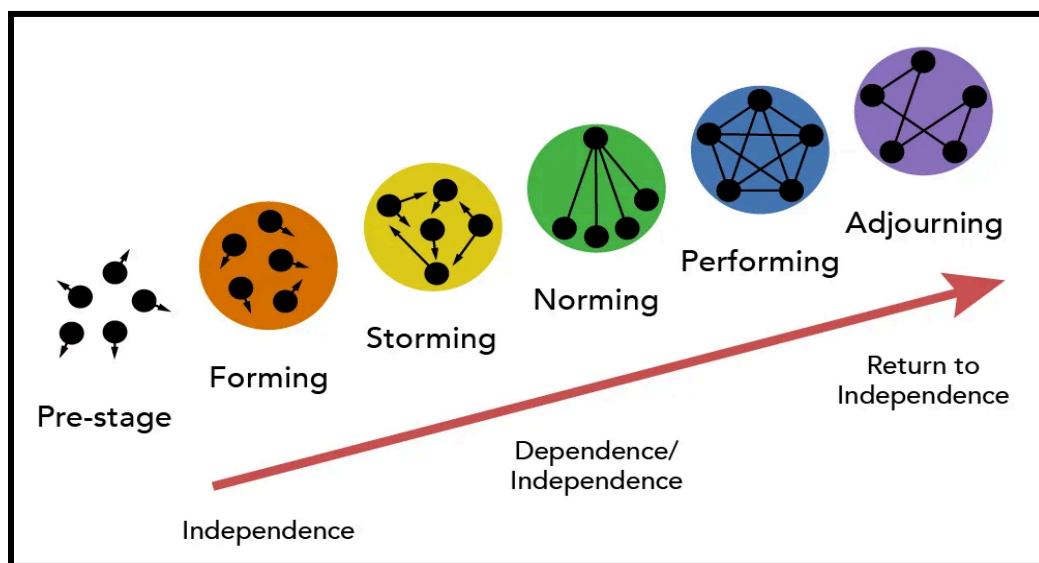 Pre-stage
Forming
Storming
Norming
Performing
Adjourning
Independence
Dependence/
Independence
Return to
Independence